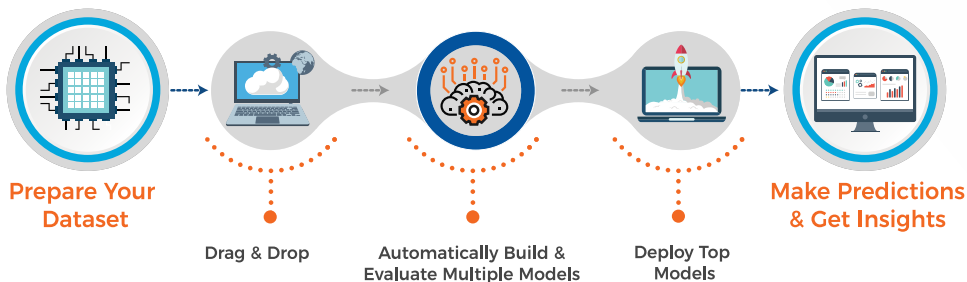 Prepare Your
Dataset
Drag & Drop
Automatically Build &
Evaluate Multiple Models
Deploy Top
Models
Make Predictions
& Get Insights